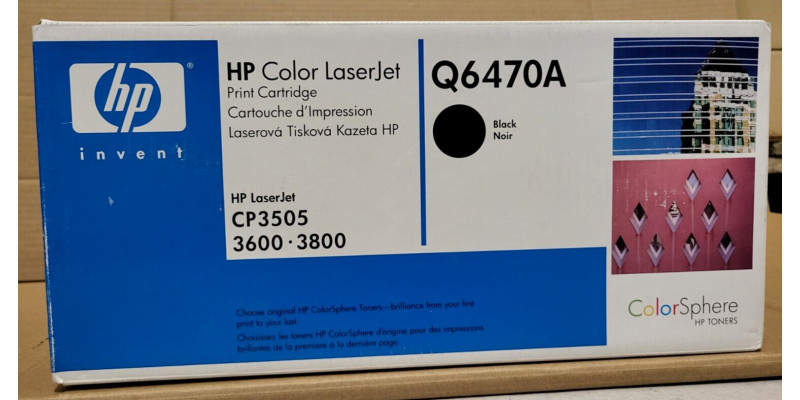 hp
®
invent
HP Color LaserJet
Print Cartridge
Cartouche d'Impression
Laserová Tisková Kazeta HP
HP LaserJet
CP3505
3600 · 3800
Q6470A
Black
Noir
Choose original HP ColorSphere Toners—brilliance from your first
print to your last.
Choisissez les toners HP ColorSphere d'origine pour des impressions
brillantes de la première à la dernière page.
ColorSphere
HP TONERS